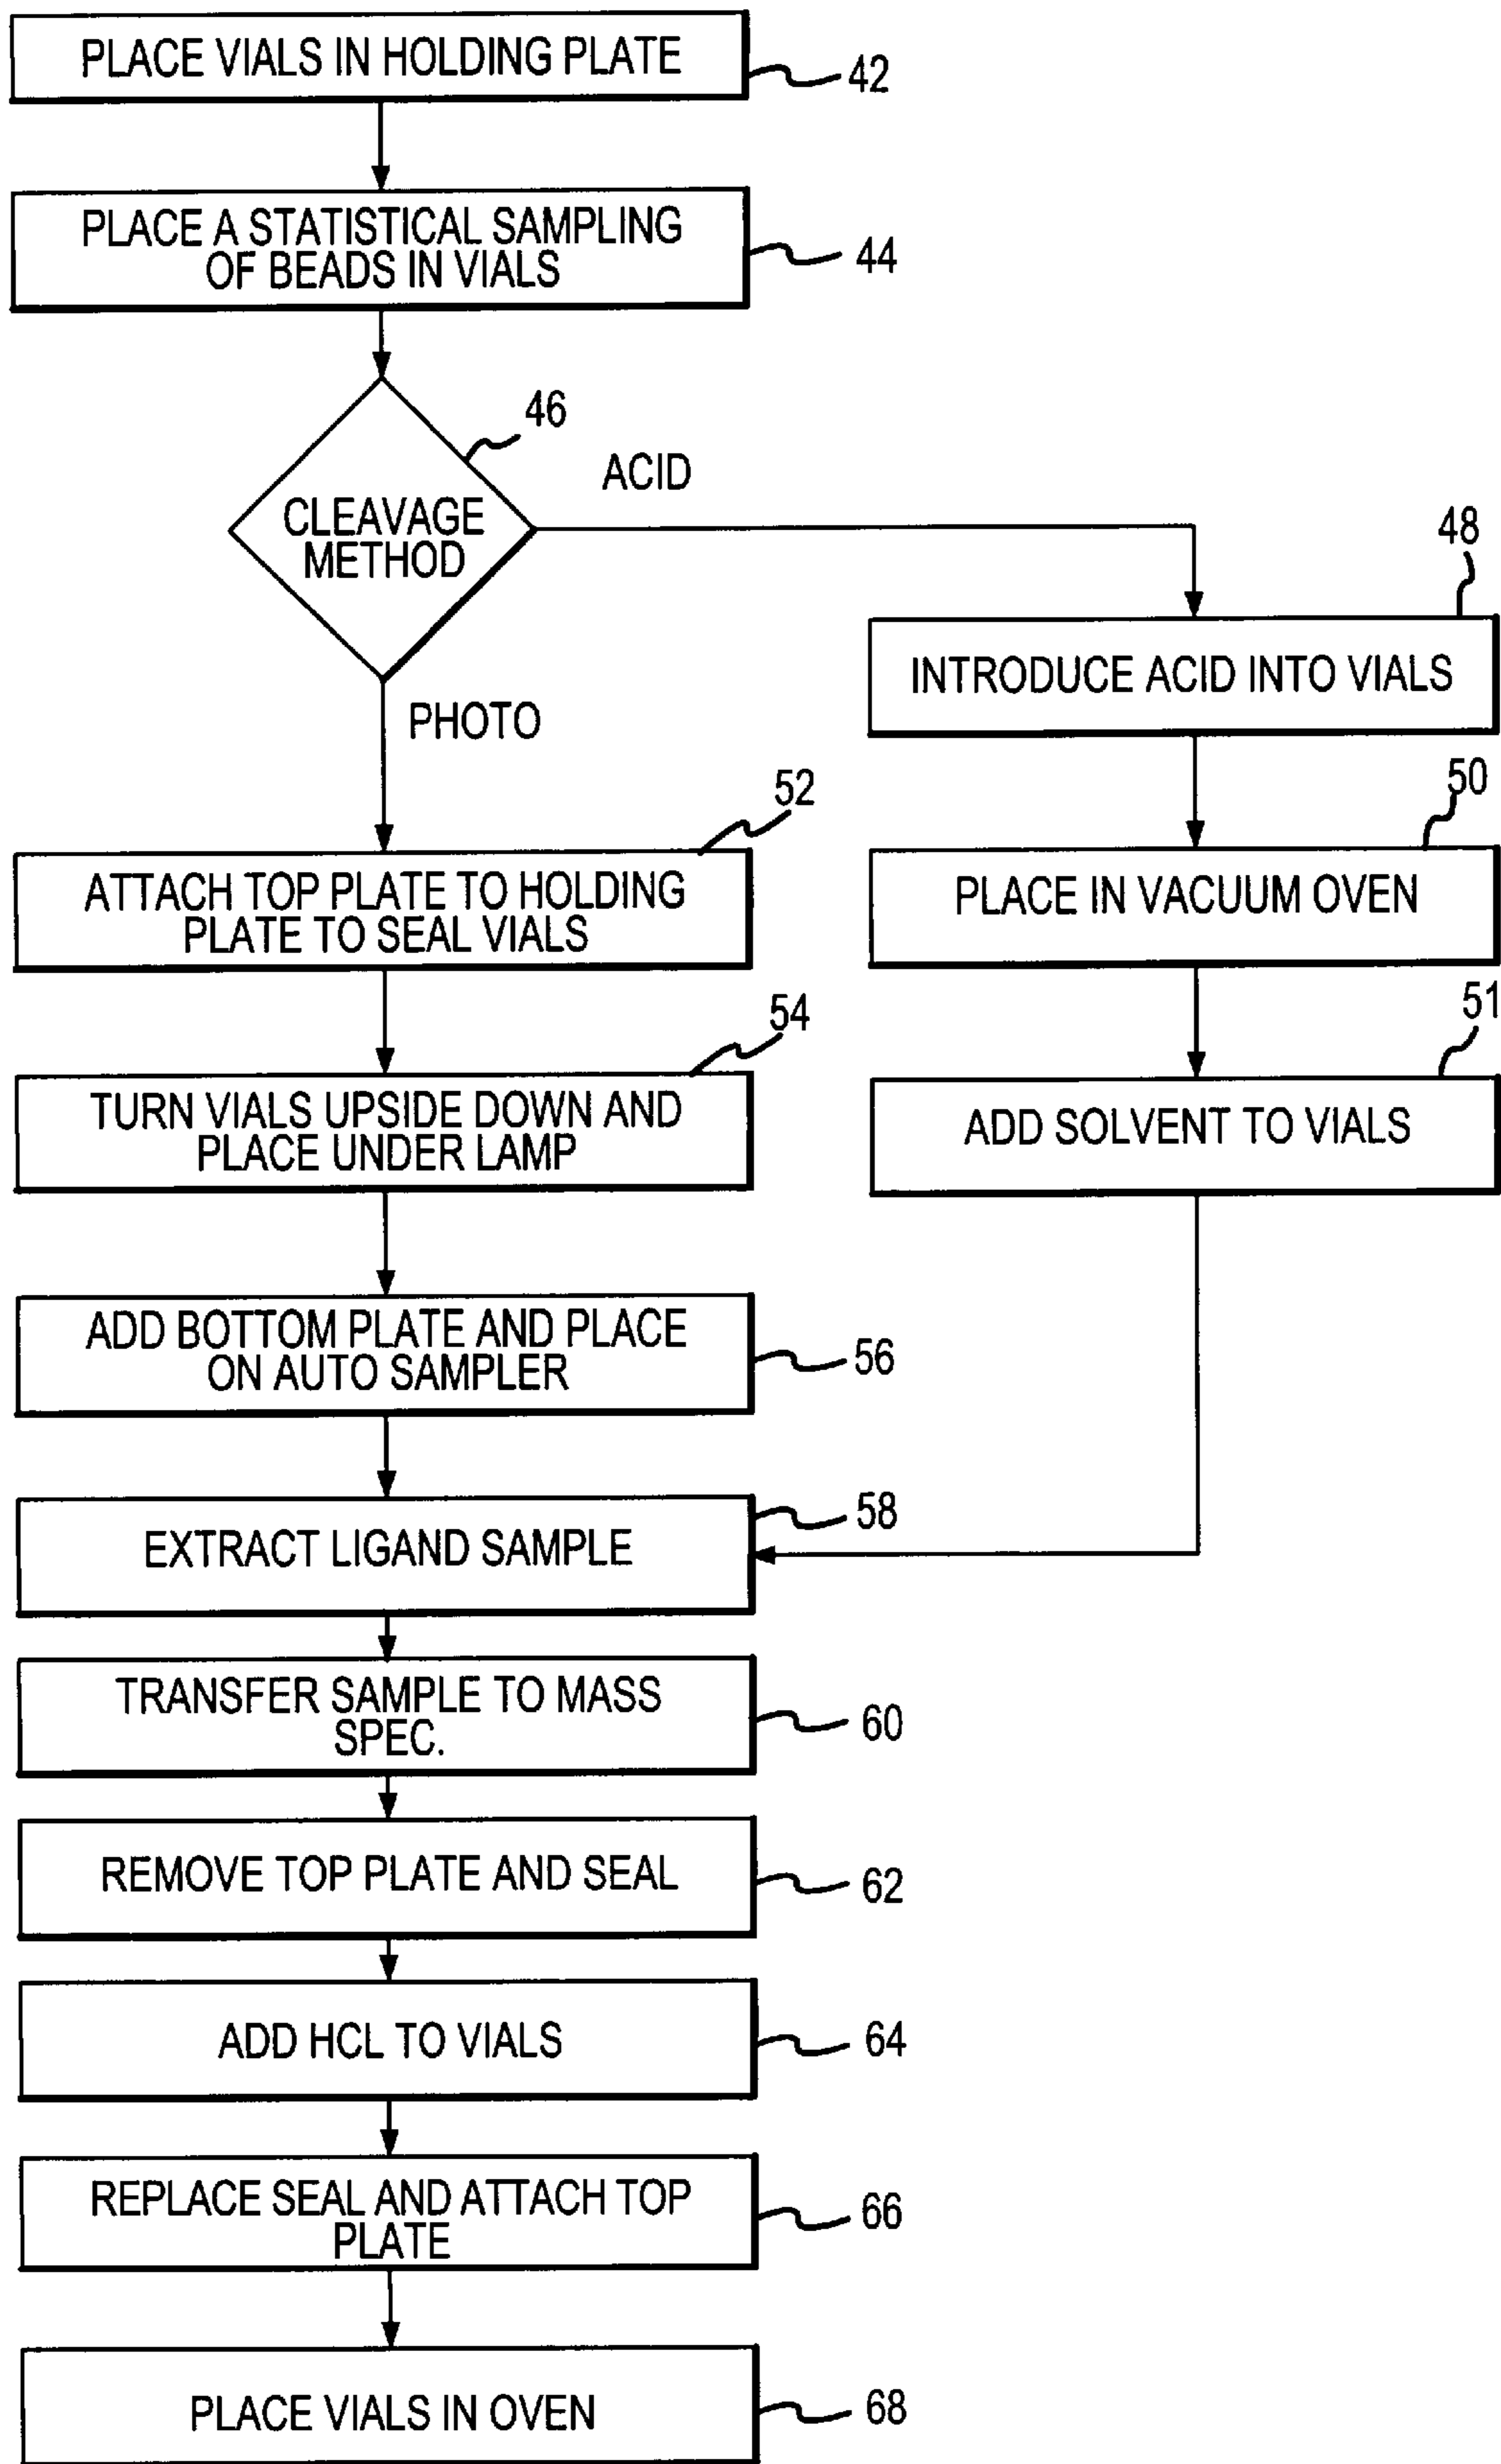 PLACE VIALS IN HOLDING PLATE
42
PLACE A STATISTICAL SAMPLING
OF BEADS IN VIALS
44
46
CLEAVAGE
METHOD
ACID
PHOTO
48
INTRODUCE ACID INTO VIALS
50
PLACE IN VACUUM OVEN
51
ADD SOLVENT TO VIALS
52
ATTACH TOP PLATE TO HOLDING
PLATE TO SEAL VIALS
54
TURN VIALS UPSIDE DOWN AND
PLACE UNDER LAMP
ADD BOTTOM PLATE AND PLACE
ON AUTO SAMPLER
56
EXTRACT LIGAND SAMPLE
58
TRANSFER SAMPLE TO MASS
SPEC.
60
REMOVE TOP PLATE AND SEAL
62
ADD HCL TO VIALS
64
REPLACE SEAL AND ATTACH TOP
PLATE
66
PLACE VIALS IN OVEN
68